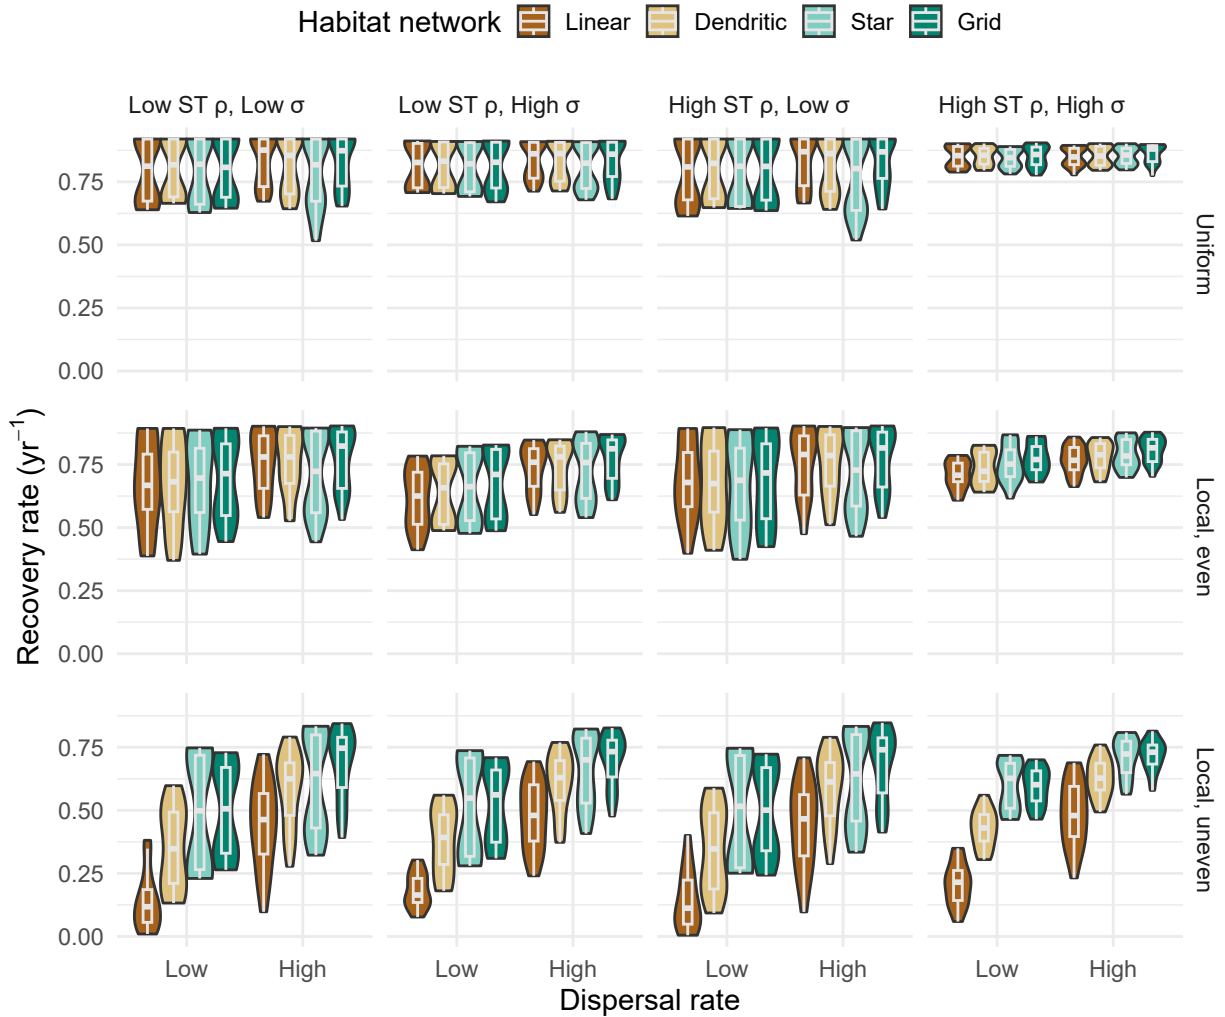 Habitat network Linear Dendritic Star Grid
Low ST ρ, Low σ Low ST ρ, High σ High ST ρ, Low σ High ST ρ, High σ
0.75
0.50
0.25
0.00
Uniform
0.75
0.50
0.25
0.00
Local, even
0.75
0.50
0.25
0.00
Local, uneven
Recovery rate (yr⁻¹)
Low High Low High Low High Low High
Dispersal rate